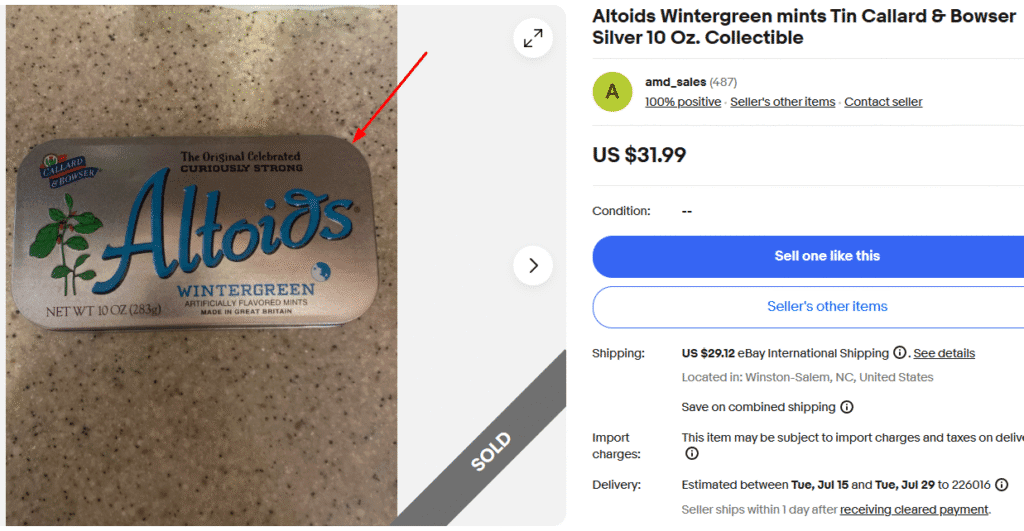 CALLARD
& BOWSER
The Original Celebrated
CURIOUSLY STRONG
Altoids
WINTERGREEN
ARTIFICIALLY FLAVORED MINTS
MADE IN GREAT BRITAIN
NET WT 10 OZ (283g)
SOLD
Altoids Wintergreen mints Tin Callard & Bowser
Silver 10 Oz. Collectible
A
amd_sales (487)
100% positive · Seller's other items · Contact seller
US $31.99
Condition: --
Sell one like this
Seller's other items
Shipping: US $29.12 eBay International Shipping. See details
Located in: Winston-Salem, NC, United States
Save on combined shipping
Import charges: This item may be subject to import charges and taxes on delive
Delivery: Estimated between Tue, Jul 15 and Tue, Jul 29 to 226016
Seller ships within 1 day after receiving cleared payment.